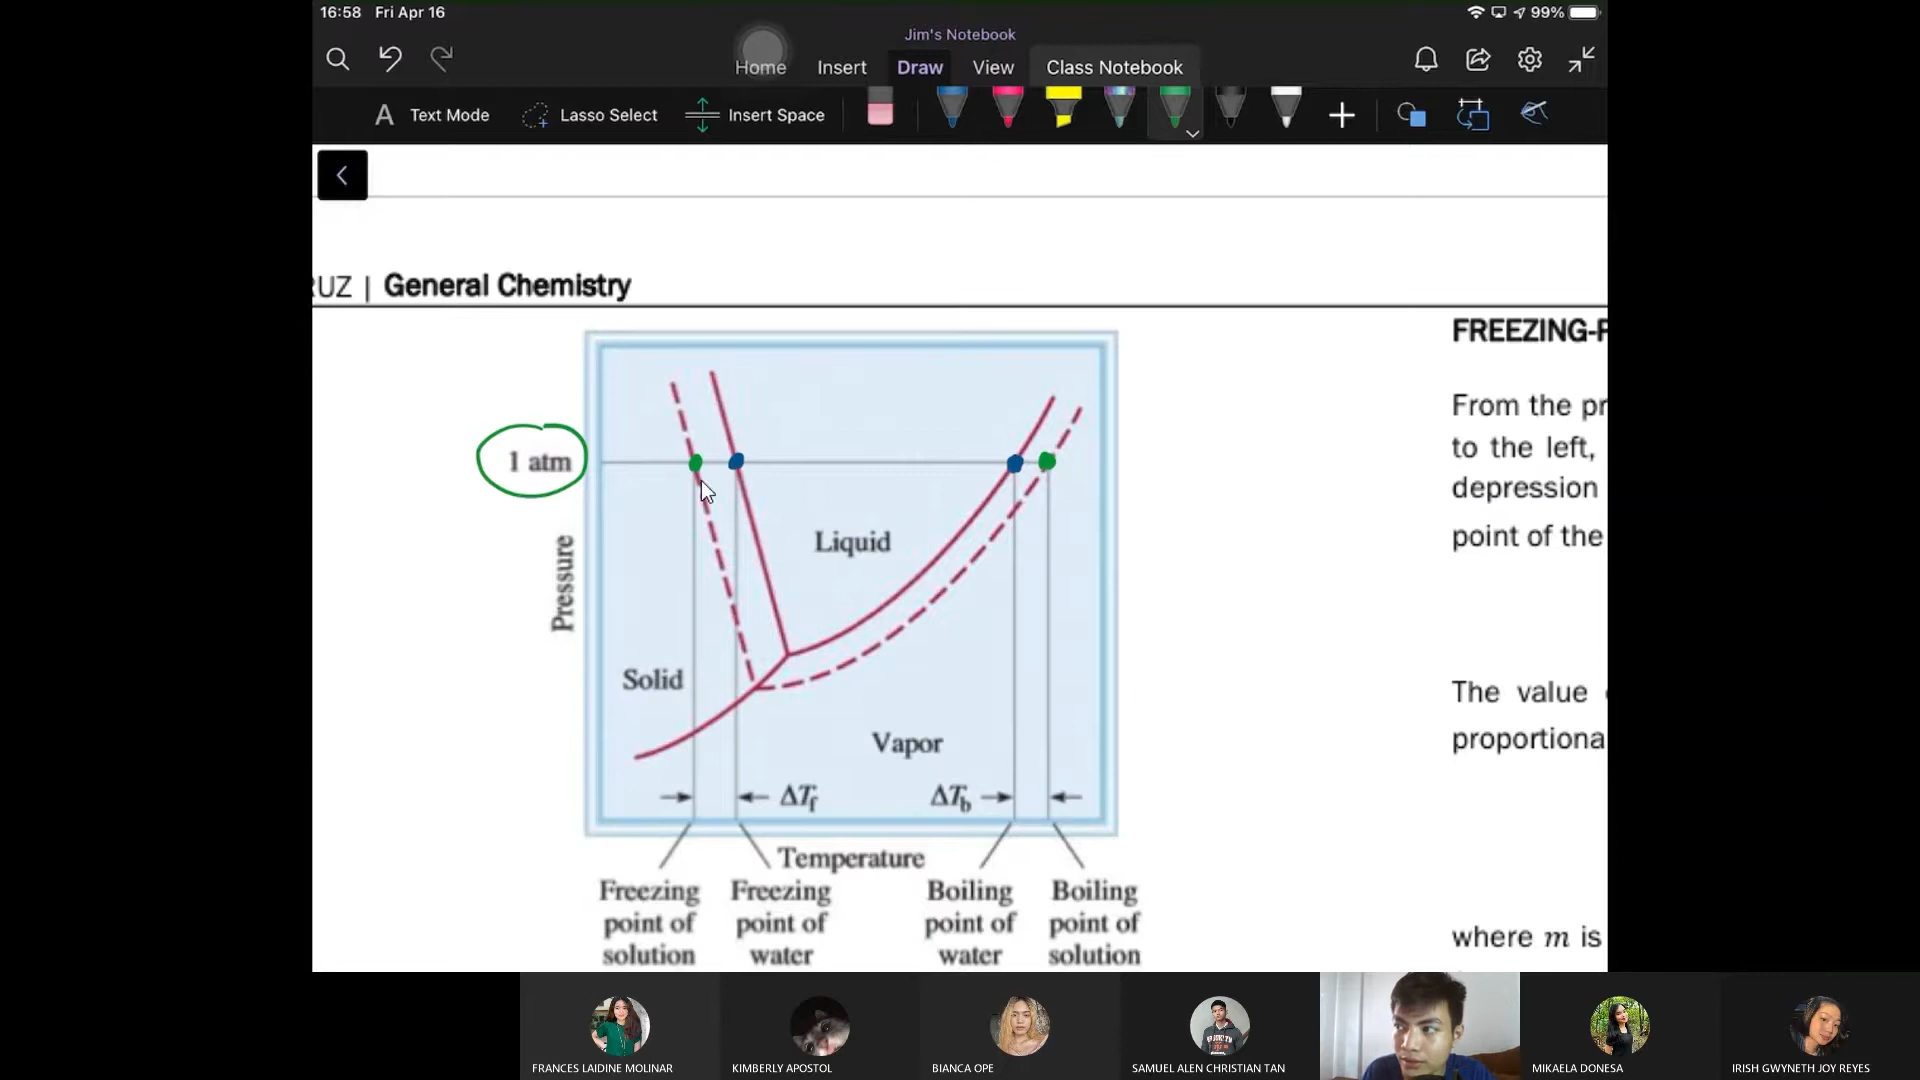 16:58 Fri Apr 16
99%
Jim's Notebook
Home Insert Draw View Class Notebook
A Text Mode Lasso Select Insert Space
RUZ | General Chemistry
1 atm
Pressure
Liquid
Solid
Vapor
ΔTf
ΔTb
Temperature
Freezing point of solution
Freezing point of water
Boiling point of water
Boiling point of solution
FREEZING-
From the pr
to the left,
depression
point of the
The value
proportiona
where m is
FRANCES LAIDINE MOLINAR
KIMBERLY APOSTOL
BIANCA OPE
SAMUEL ALEN CHRISTIAN TAN
MIKAELA DONESA
IRISH GWYNETH JOY REYES